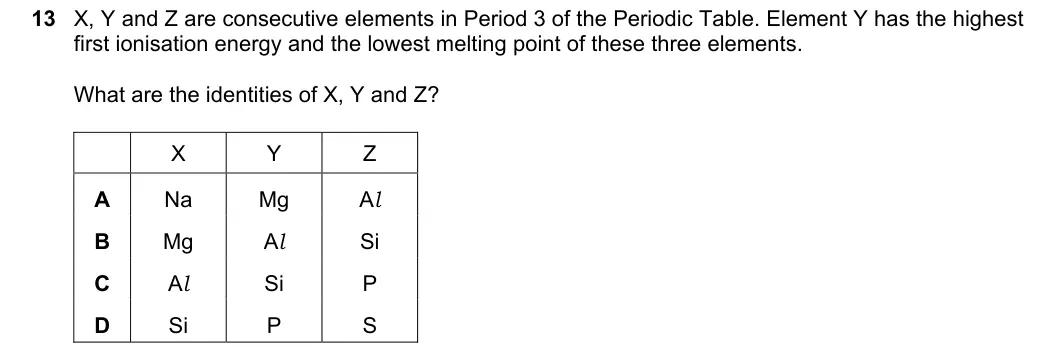 13 X, Y and Z are consecutive elements in Period 3 of the Periodic Table. Element Y has the highest
first ionisation energy and the lowest melting point of these three elements.
What are the identities of X, Y and Z?
X Y Z
A Na Mg Al
B Mg Al Si
C Al Si P
D Si P S